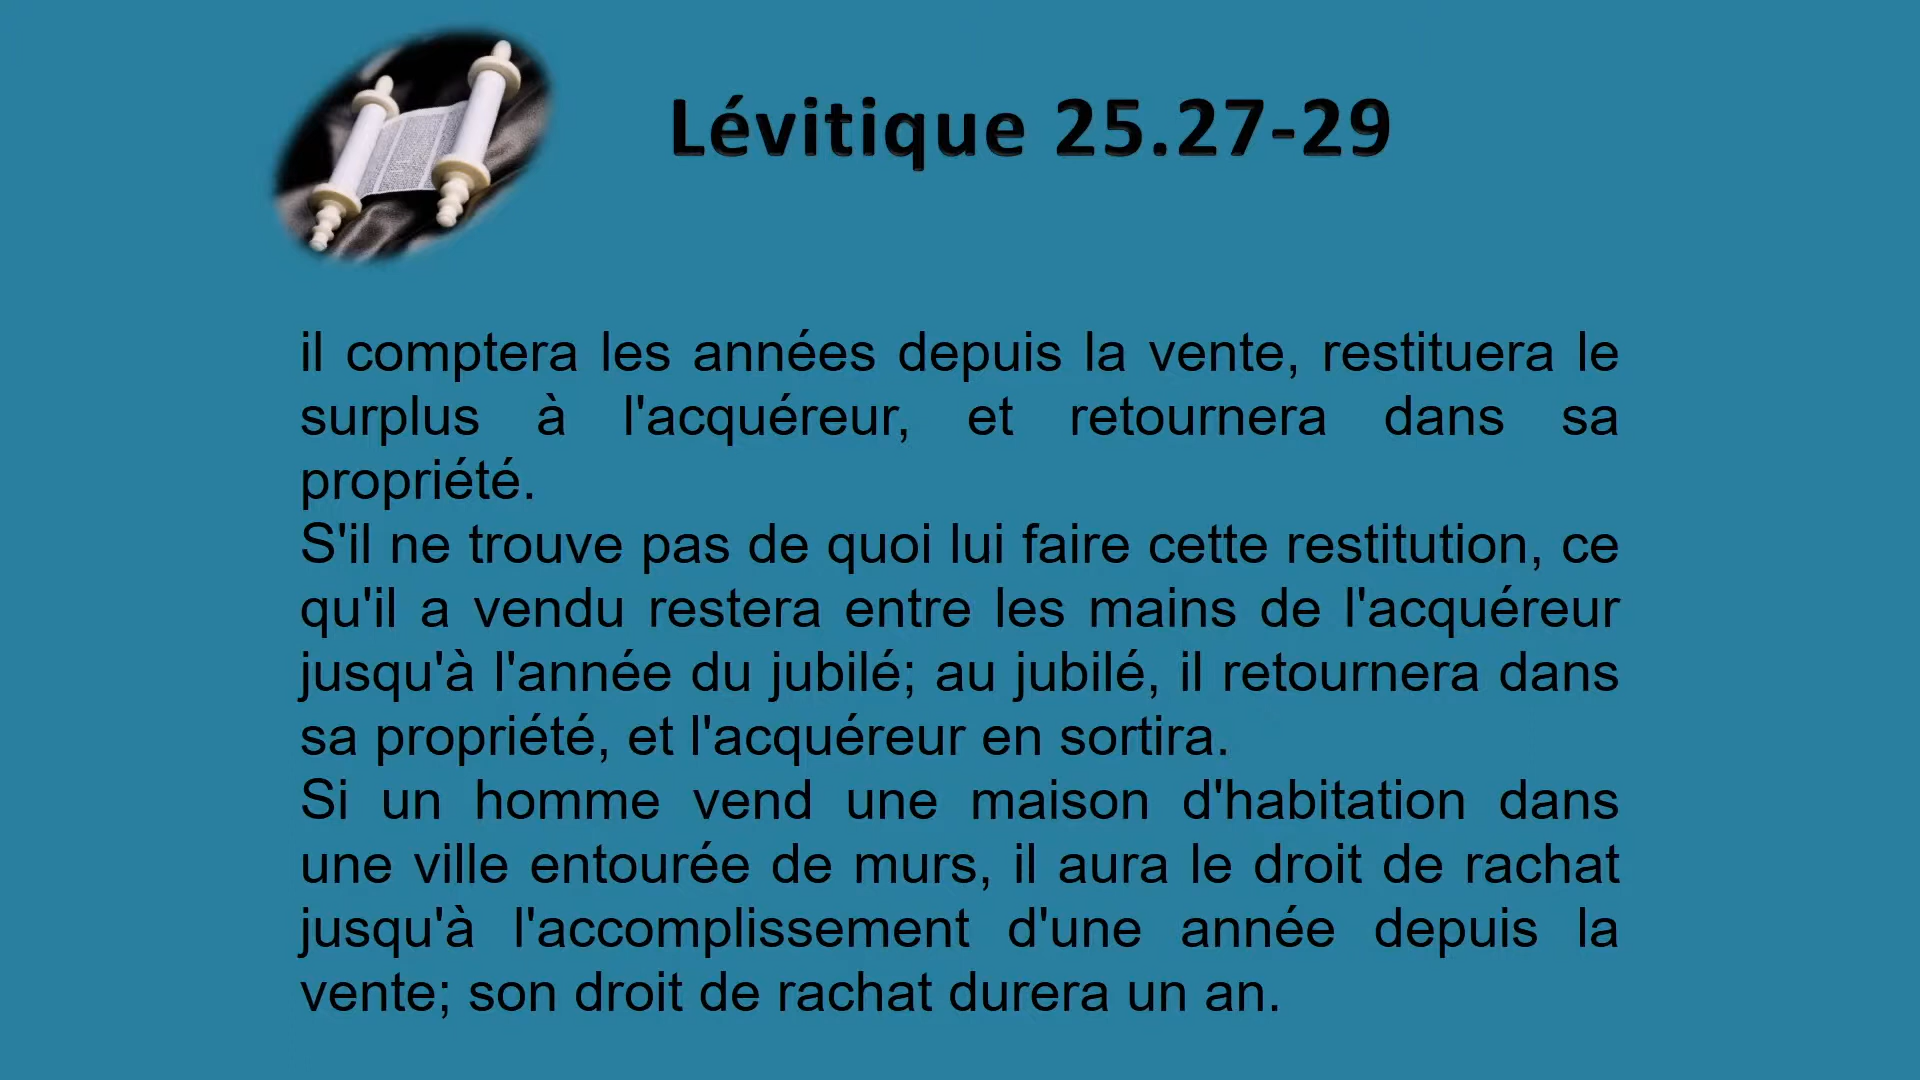 Lévitique 25.27-29
il comptera les années depuis la vente, restituera le
surplus à l'acquéreur, et retournera dans sa
propriété.
S'il ne trouve pas de quoi lui faire cette restitution, ce
qu'il a vendu restera entre les mains de l'acquéreur
jusqu'à l'année du jubilé; au jubilé, il retournera dans
sa propriété, et l'acquéreur en sortira.
Si un homme vend une maison d'habitation dans
une ville entourée de murs, il aura le droit de rachat
jusqu'à l'accomplissement d'une année depuis la
vente; son droit de rachat durera un an.